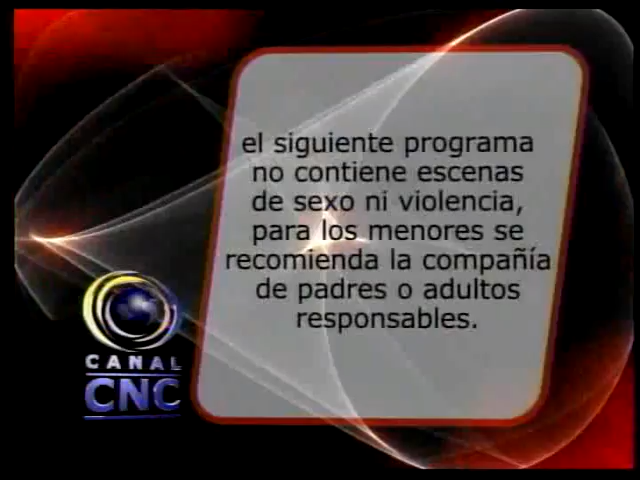 el siguiente programa
no contiene escenas
de sexo ni violencia,
para los menores se
recomienda la compañía
de padres o adultos
responsables.
CANAL
CNC